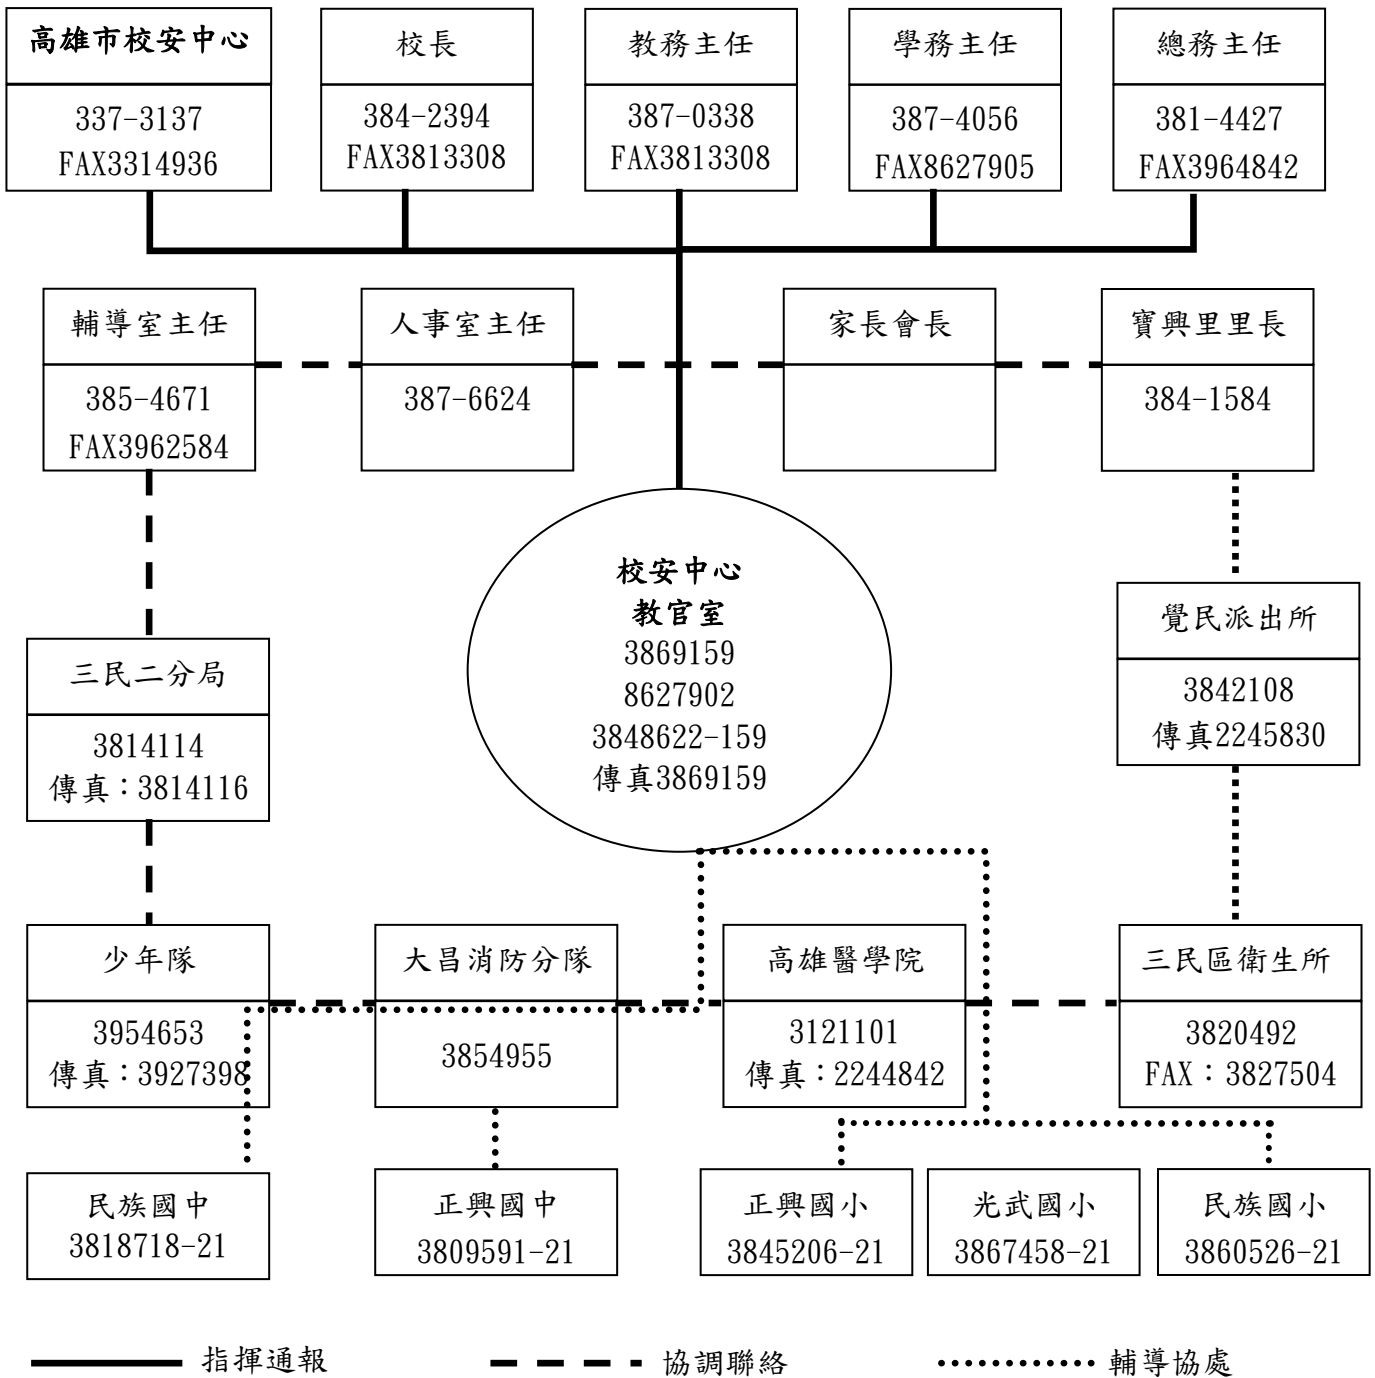 高雄市校安中心
337-3137
FAX3314936
校長
384-2394
FAX3813308
教務主任
387-0338
FAX3813308
學務主任
387-4056
FAX8627905
總務主任
381-4427
FAX3964842
輔導室主任
385-4671
FAX3962584
人事室主任
387-6624
家長會長
寶興里里長
384-1584
校安中心
教官室
3869159
8627902
3848622-159
傳真3869159
三民二分局
3814114
傳真：3814116
覺民派出所
3842108
傳真2245830
少年隊
3954653
傳真：3927398
大昌消防分隊
3854955
高雄醫學院
3121101
傳真：2244842
三民區衛生所
3820492
FAX：3827504
民族國中
3818718-21
正興國中
3809591-21
正興國小
3845206-21
光武國小
3867458-21
民族國小
3860526-21
指揮通報
協調聯絡
輔導協處